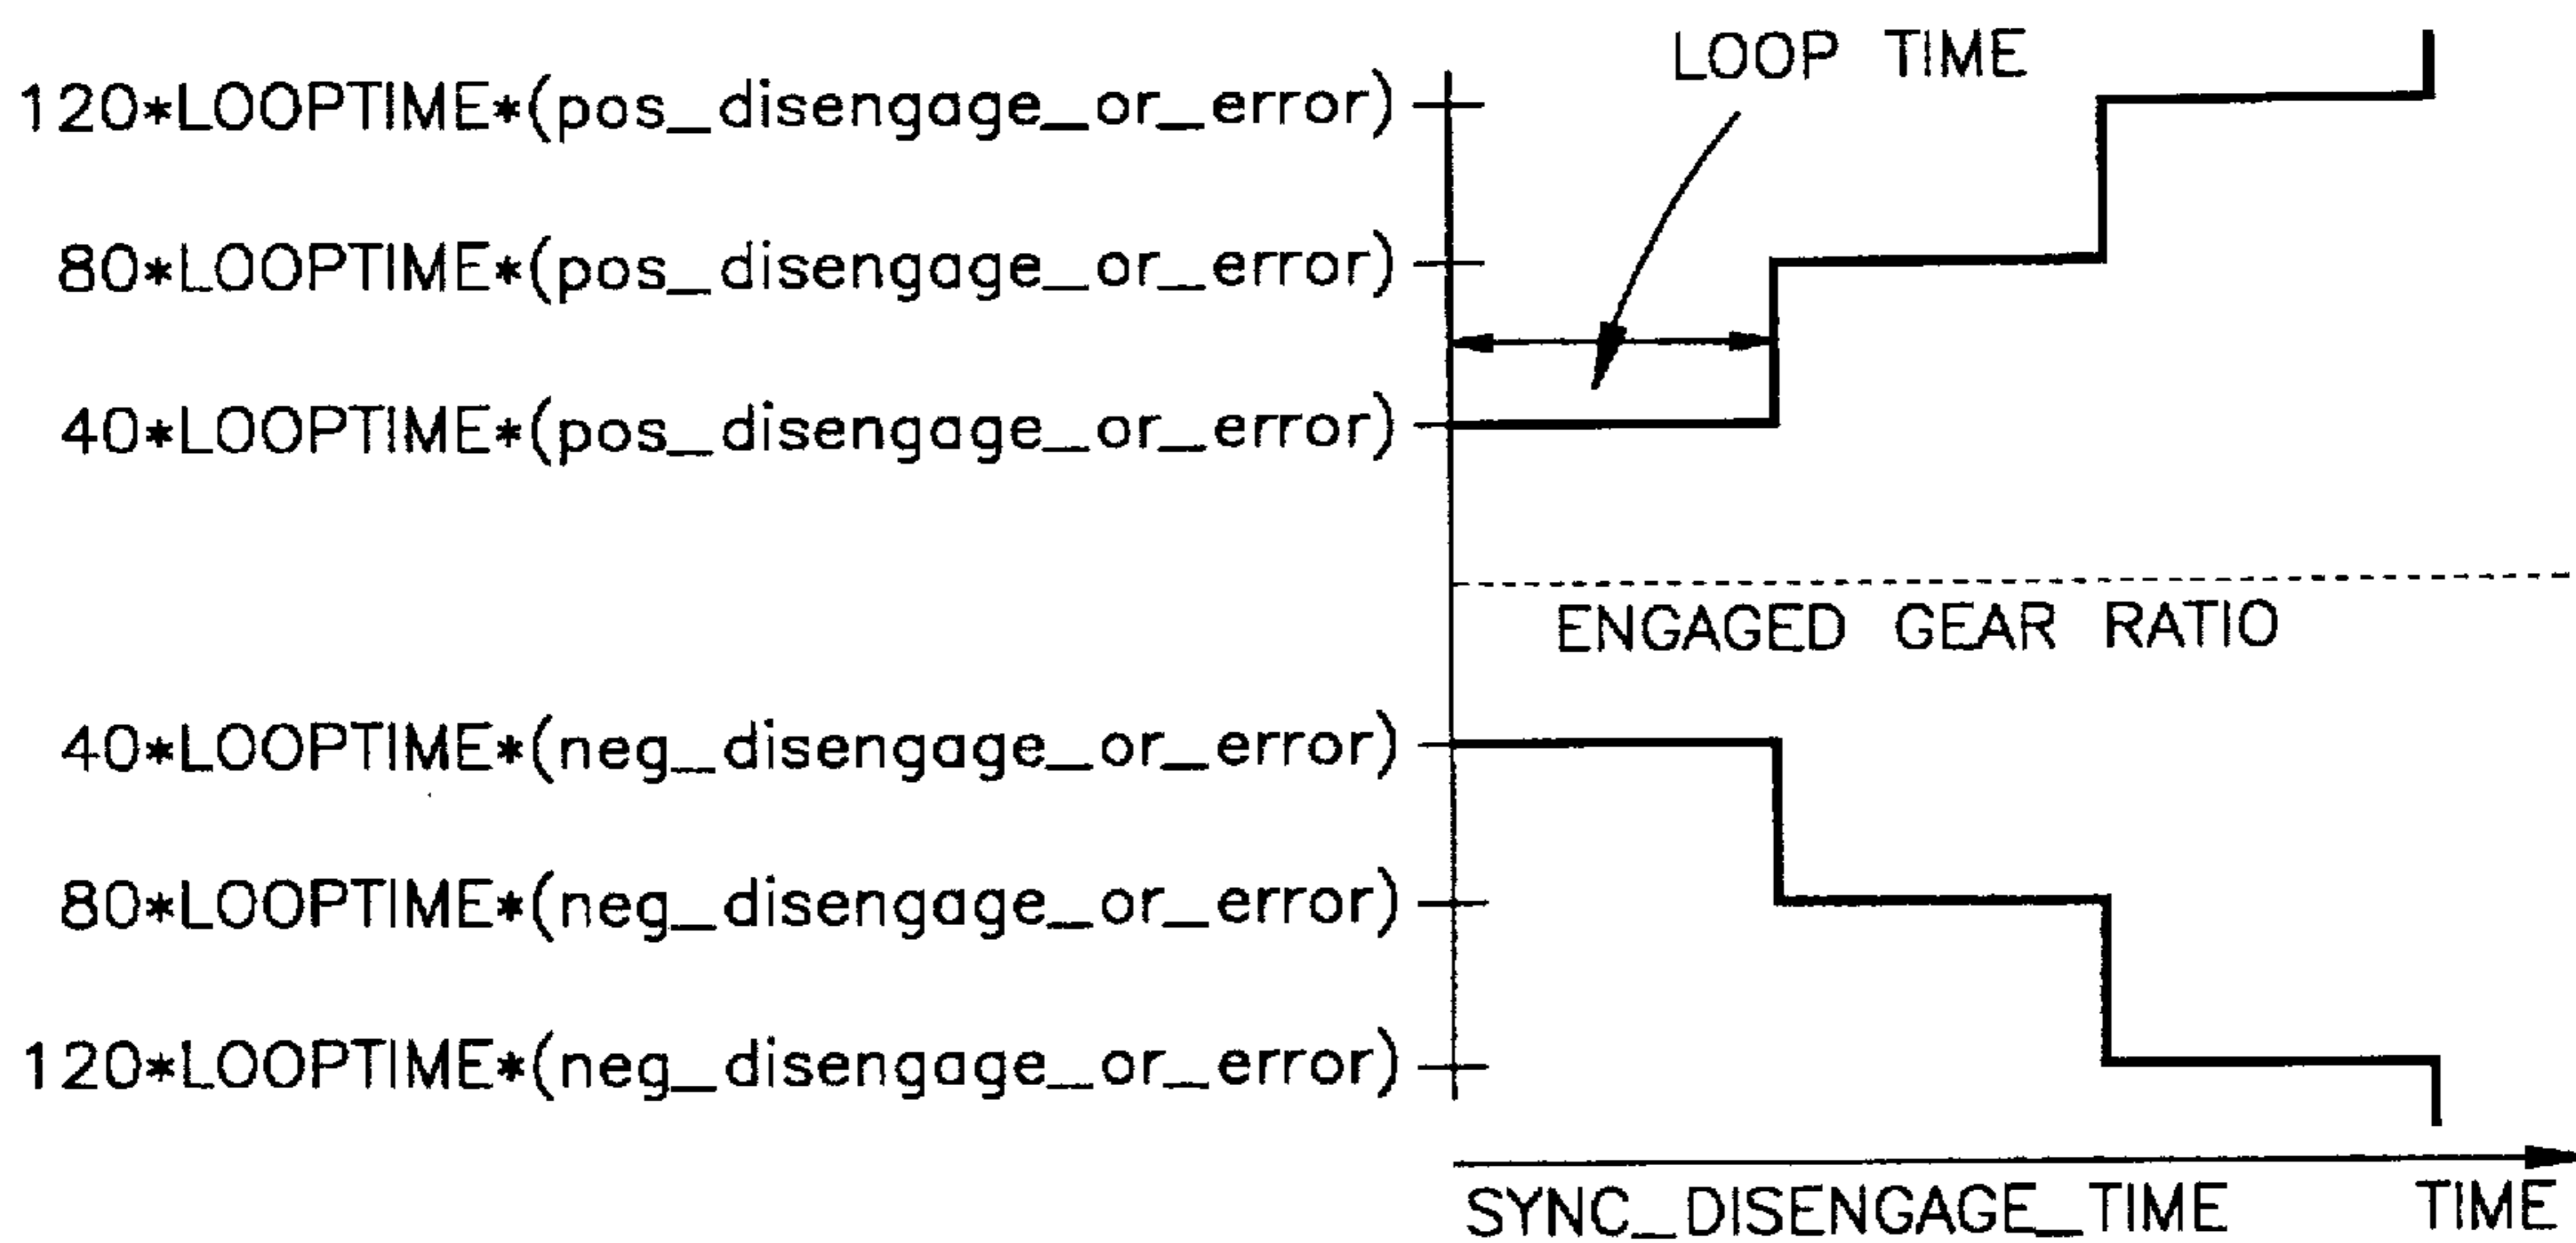 LOOP TIME
120*LOOPTIME*(pos_disengage_or_error)
80*LOOPTIME*(pos_disengage_or_error)
40*LOOPTIME*(pos_disengage_or_error)
ENGAGED GEAR RATIO
40*LOOPTIME*(neg_disengage_or_error)
80*LOOPTIME*(neg_disengage_or_error)
120*LOOPTIME*(neg_disengage_or_error)
SYNC_DISENGAGE_TIME TIME